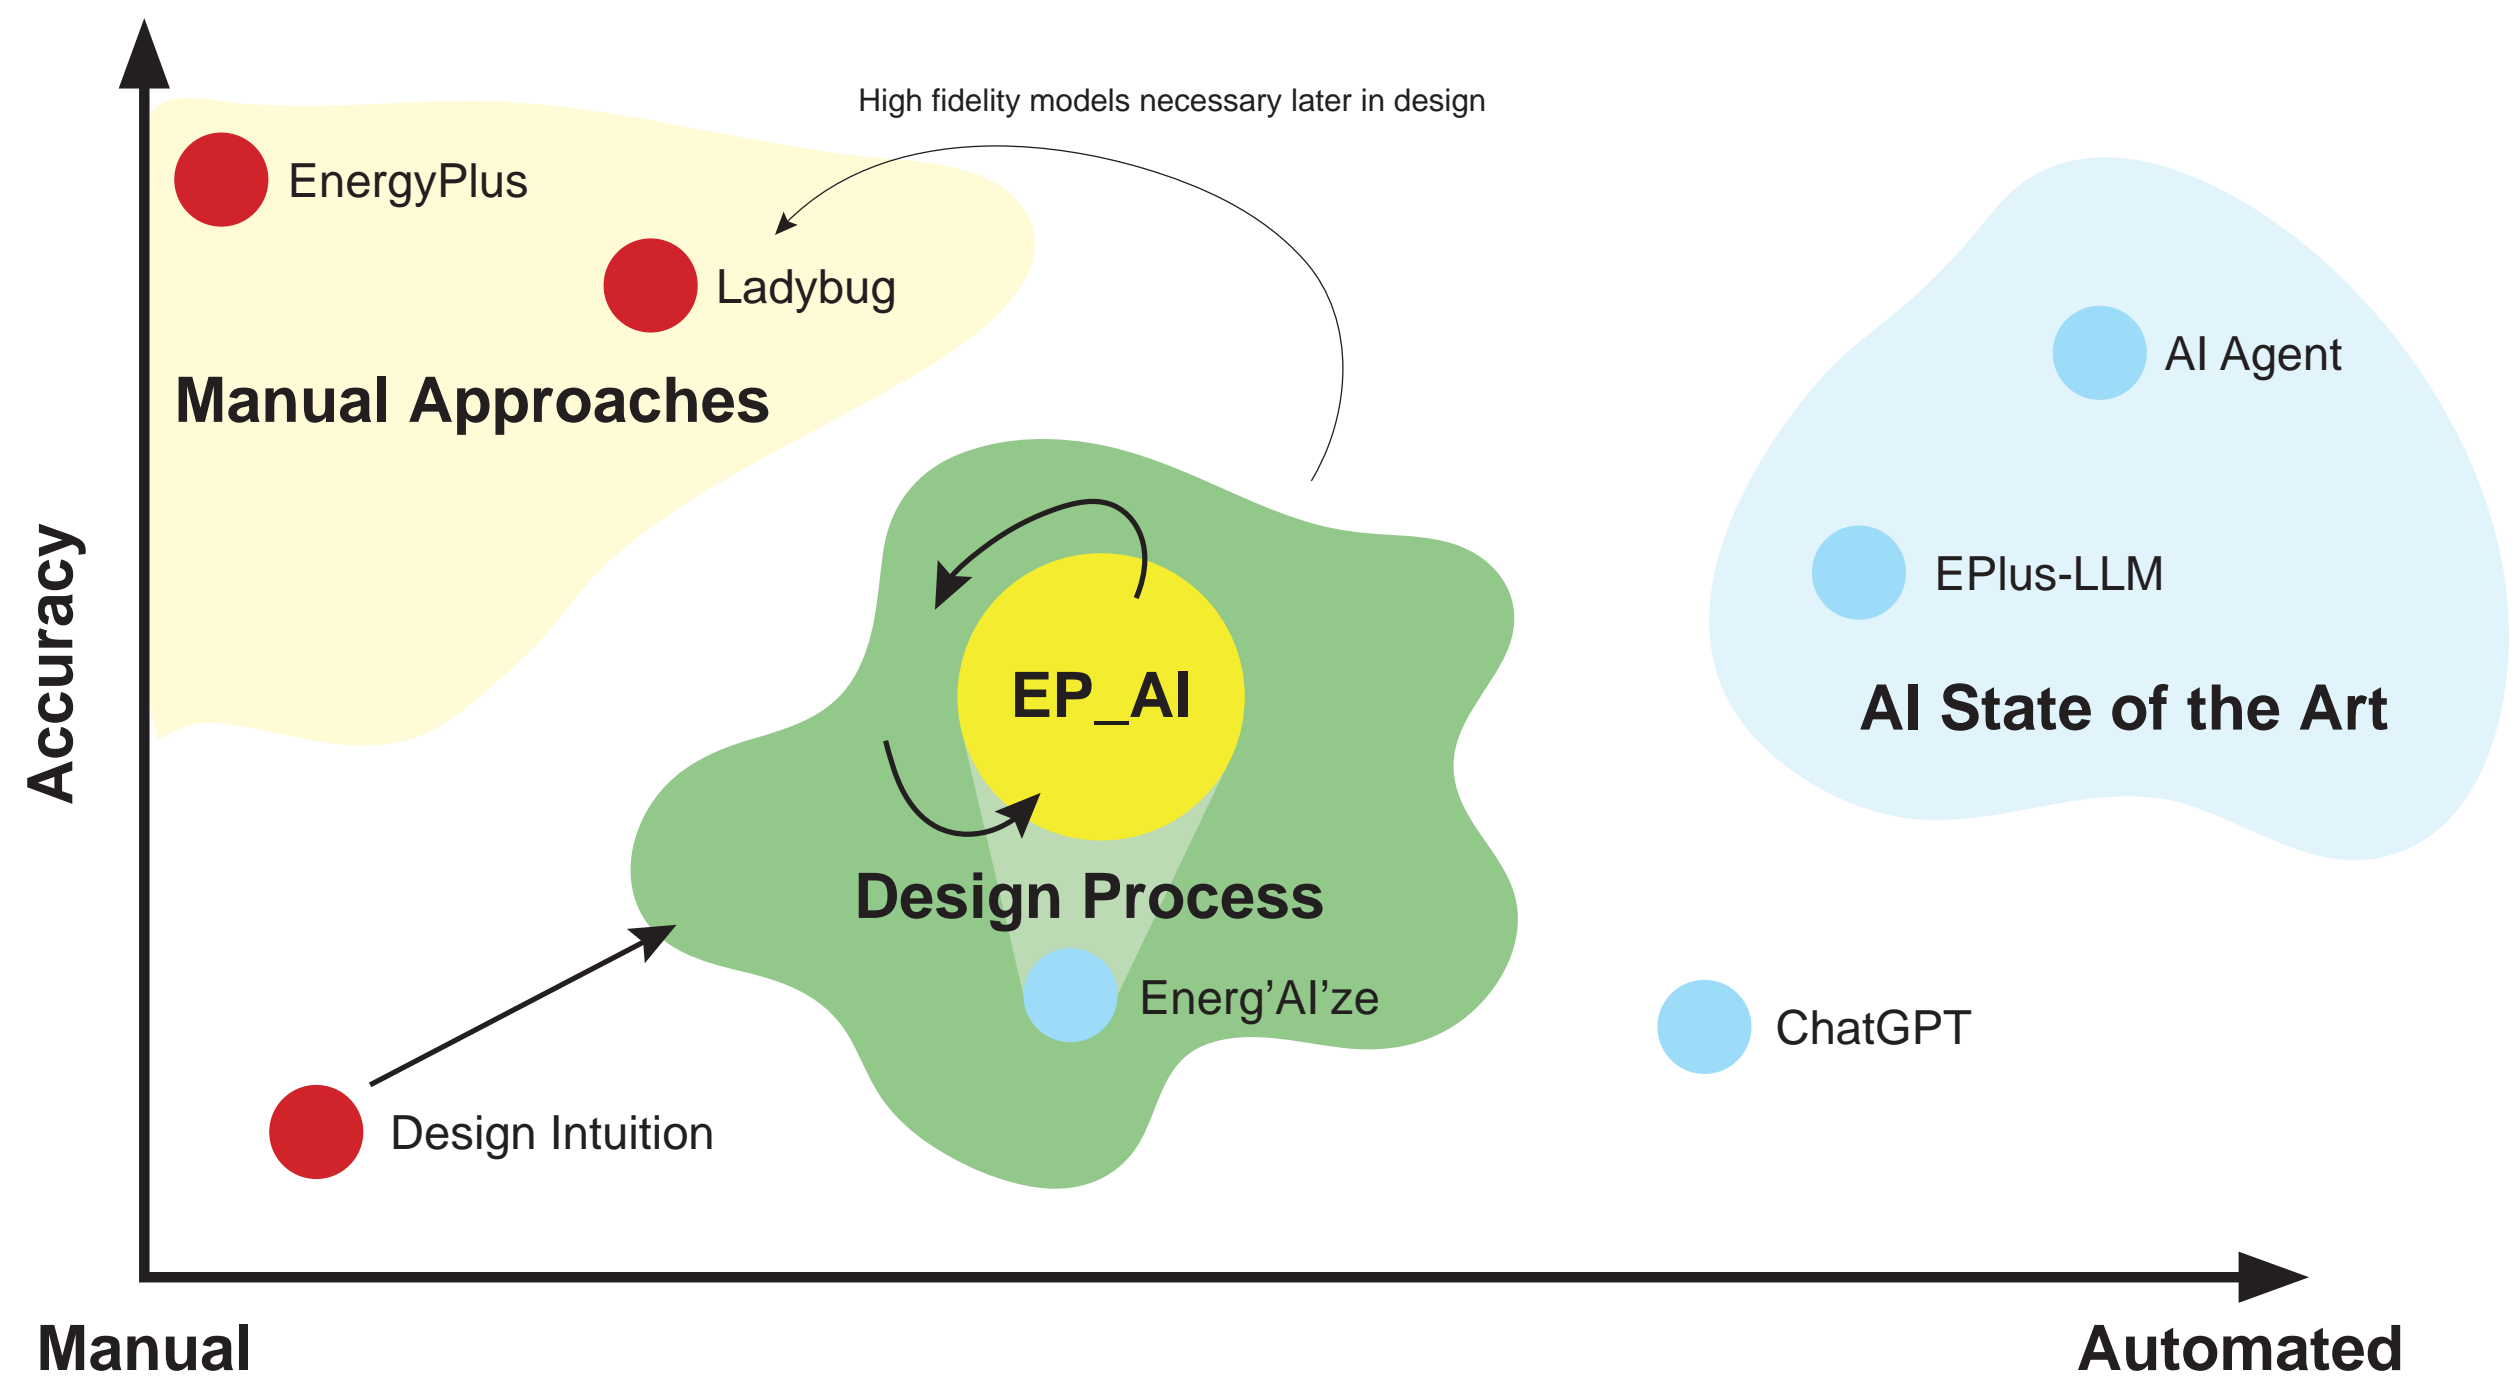 High fidelity models necessary later in design
EnergyPlus
Ladybug
Manual Approaches
AI Agent
EPlus-LLM
AI State of the Art
Accuracy
EP_AI
Design Process
Energ’AI’ze
ChatGPT
Design Intuition
Manual
Automated